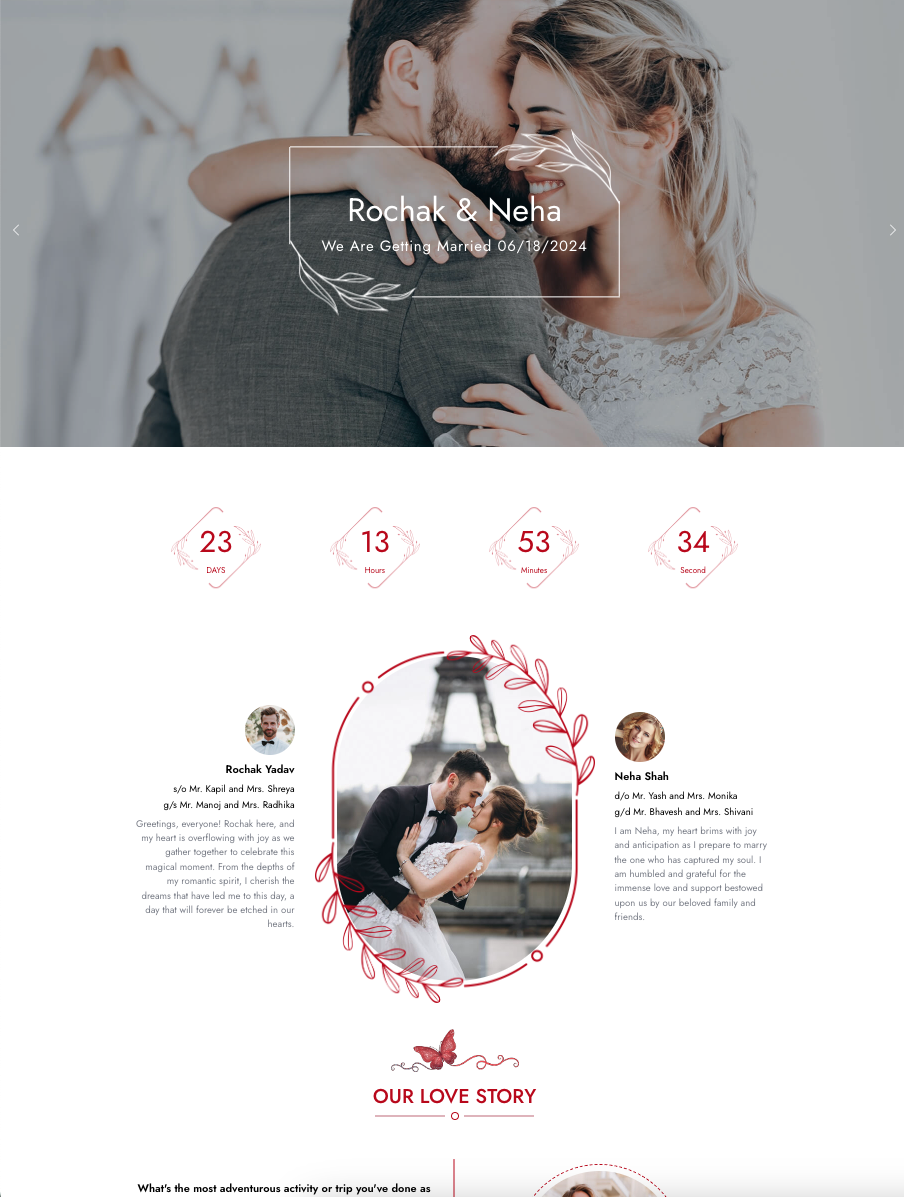 Rochak & Neha
We Are Getting Married 06/18/2024
23
DAYS
13
Hours
53
Minutes
34
Second
Rochak Yadav
s/o Mr. Kapil and Mrs. Shreya
g/s Mr. Manoj and Mrs. Radhika
Greetings, everyone! Rochak here, and
my heart is overflowing with joy as we
gather together to celebrate this
magical moment. From the depths of
my romantic spirit, I cherish the
dreams that have led me to this day, a
day that will forever be etched in our
hearts.
Neha Shah
d/o Mr. Yash and Mrs. Monika
g/d Mr. Bhavesh and Mrs. Shivani
I am Neha, my heart brims with joy
and anticipation as I prepare to marry
the one who has captured my soul. I
am humbled and grateful for the
immense love and support bestowed
upon us by our beloved family and
friends.
OUR LOVE STORY
What's the most adventurous activity or trip you've done as